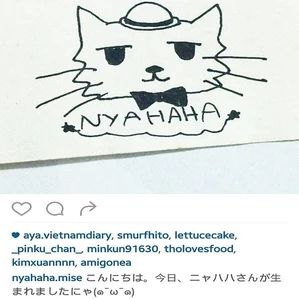 NYAHAHA
aya.vietnamdiary, smurfhito, lettucecake,
_pinku_chan_, minkun91630, tholovesfood,
kimxuannnn, amigonea
nyahaha.mise こんにちは。今日、ニャハハさんが生
まれましたにゃ(๑˘ω˘๑)